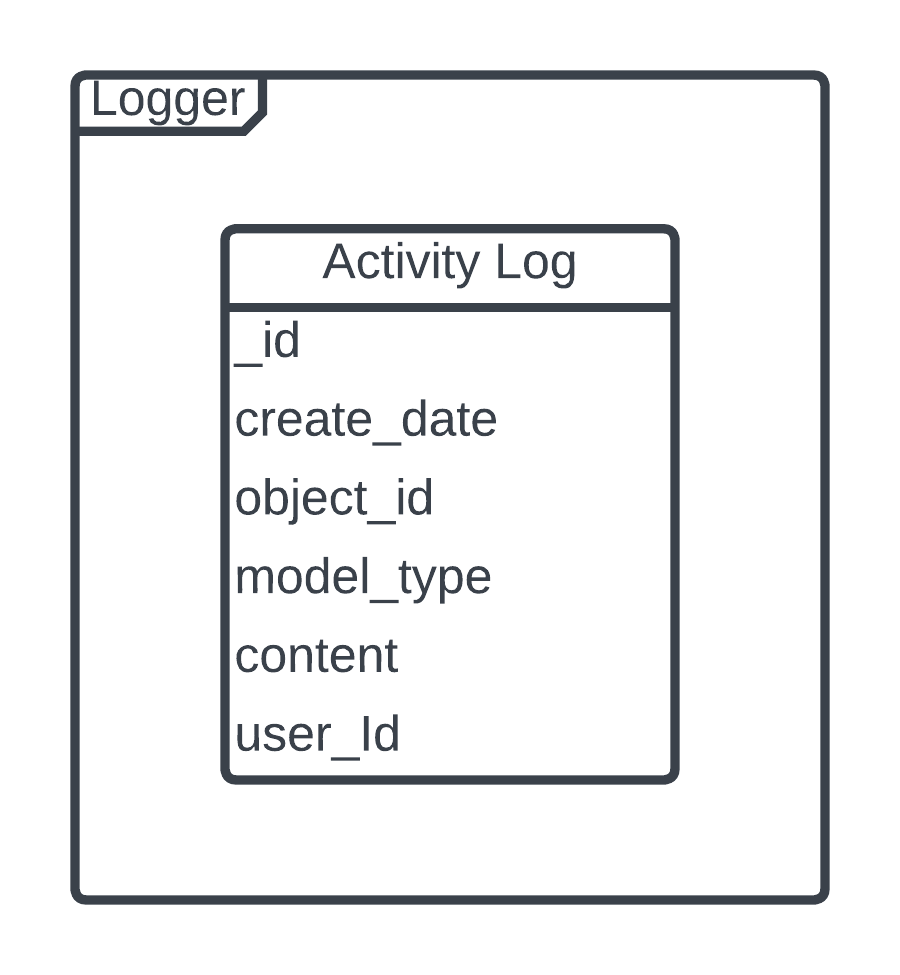 Logger
Activity Log
_id
create_date
object_id
model_type
content
user_Id